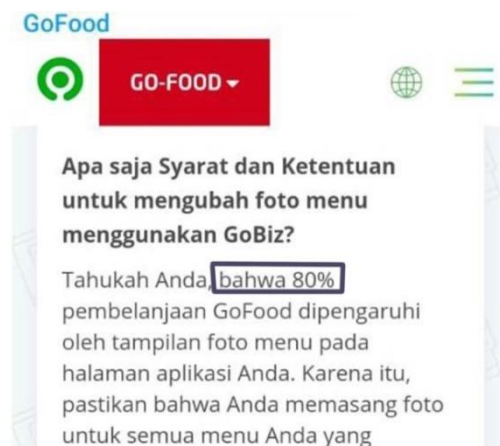 GoFood
GO-FOOD
Apa saja Syarat dan Ketentuan
untuk mengubah foto menu
menggunakan GoBiz?
Tahukah Anda, bahwa 80%
pembelanjaan GoFood dipengaruhi
oleh tampilan foto menu pada
halaman aplikasi Anda. Karena itu,
pastikan bahwa Anda memasang foto
untuk semua menu Anda yang